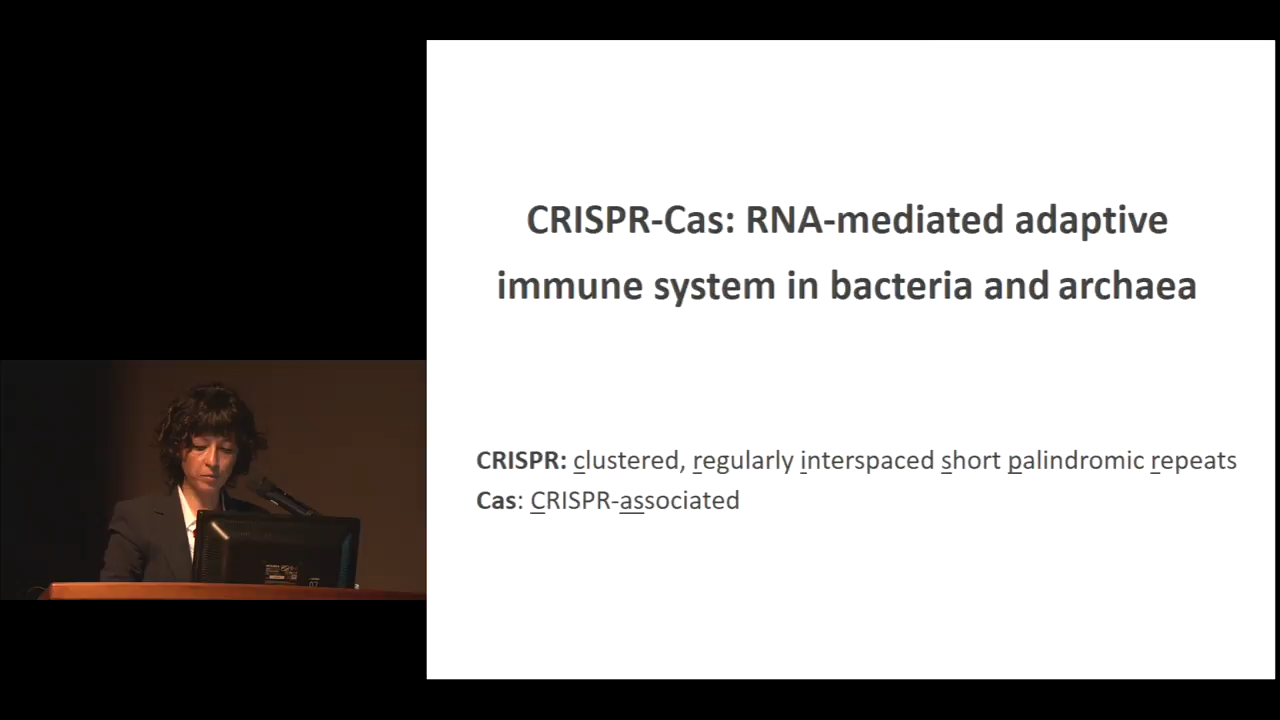 CRISPR-Cas: RNA-mediated adaptive
immune system in bacteria and archaea
CRISPR: clustered, regularly interspaced short palindromic repeats
Cas: CRISPR-associated